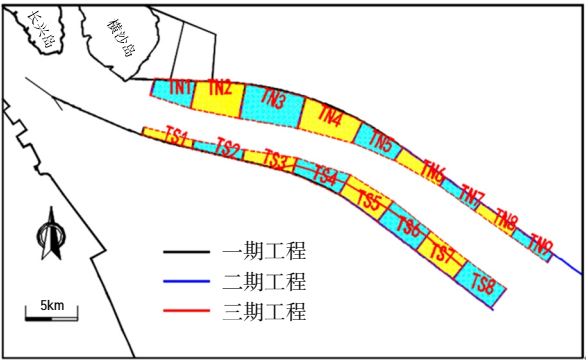 长兴岛
横沙岛
TN1
TN2
TN3
TN4
TN5
TN6
TN7
TN8
TN9
TS1
TS2
TS3
TS4
TS5
TS6
TS7
TS8
一期工程
二期工程
三期工程
5km